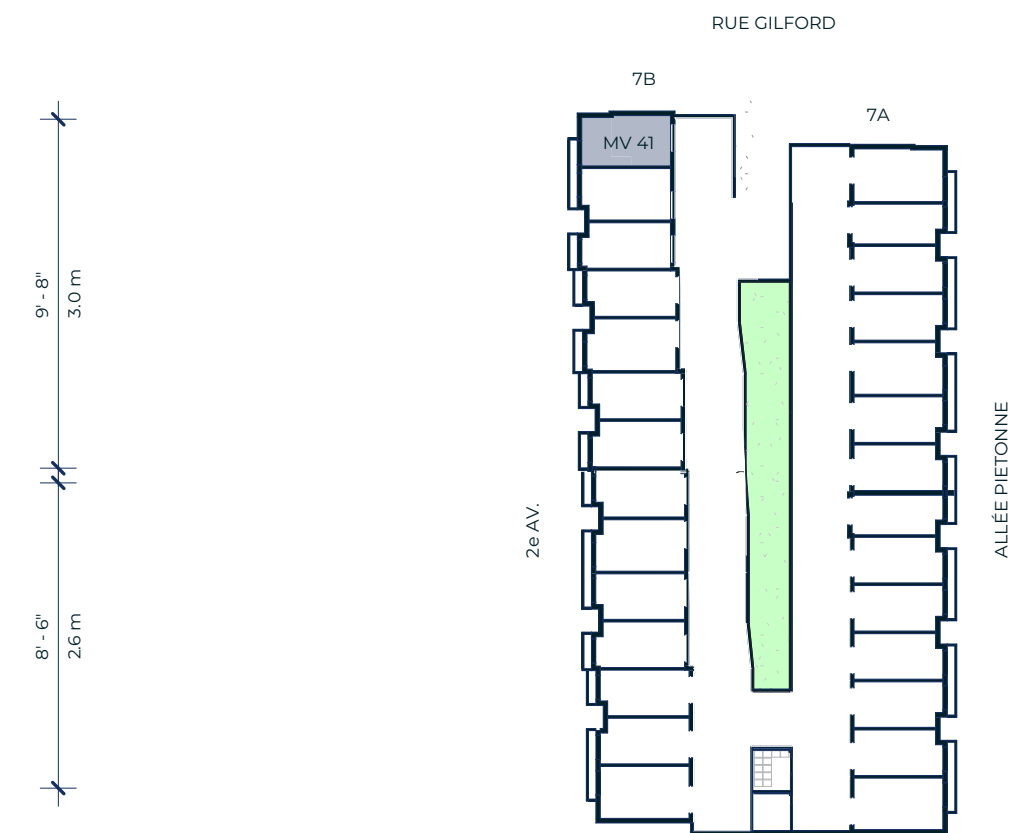 RUE GILFORD
7B
7A
MV 41
9' - 8"
3.0 m
2e AV.
ALLÉE PIETONNE
8' - 6"
2.6 m